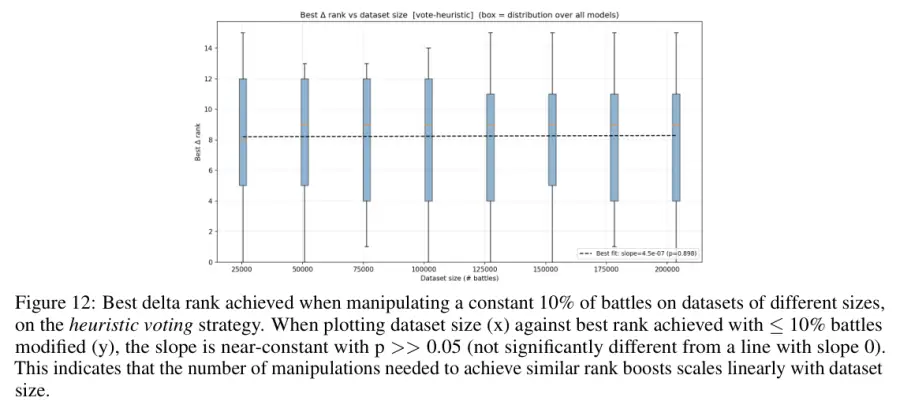 Best Δ rank vs dataset size [vote-heuristic] (box = distribution over all models)
Best Δ rank
14
12
10
8
6
4
2
0
25000 50000 75000 100000 125000 150000 175000 200000
Dataset size (# battles)
Best fit: slope=4.5e-07 (p=0.898)
Figure 12: Best delta rank achieved when manipulating a constant 10% of battles on datasets of different sizes,
on the heuristic voting strategy. When plotting dataset size (x) against best rank achieved with ≤ 10% battles
modified (y), the slope is near-constant with p >> 0.05 (not significantly different from a line with slope 0).
This indicates that the number of manipulations needed to achieve similar rank boosts scales linearly with dataset
size.